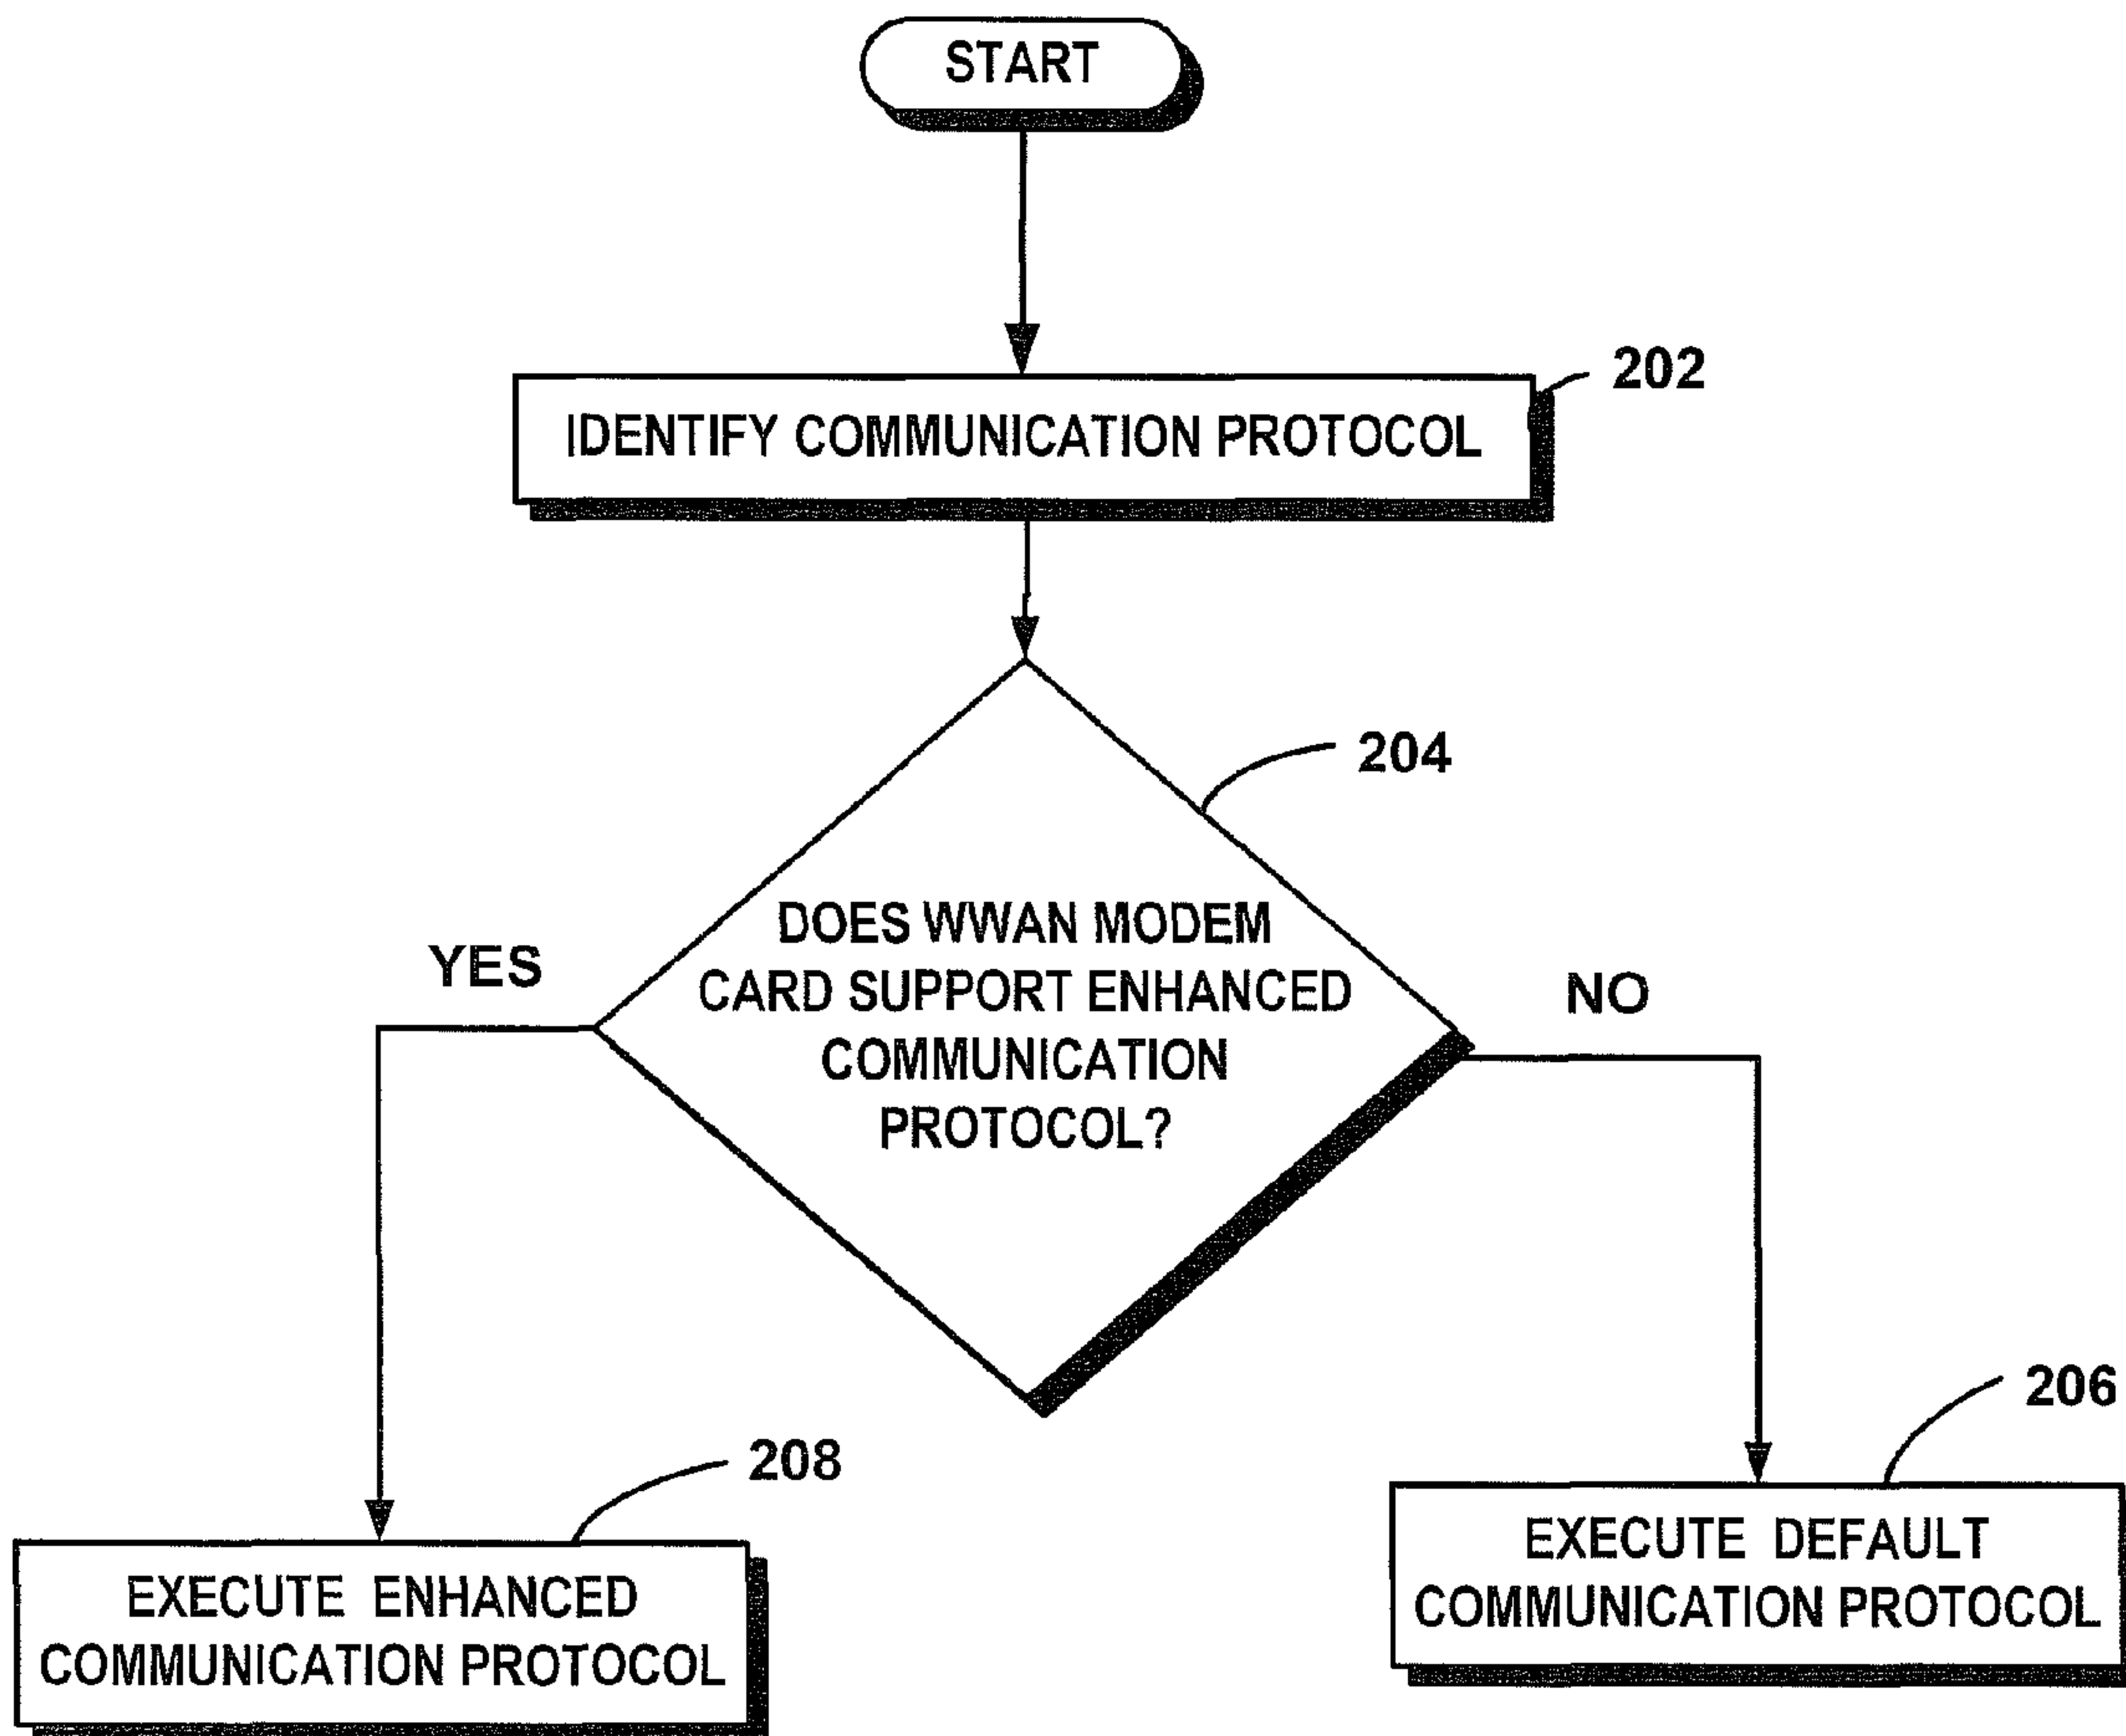 START
202
IDENTIFY COMMUNICATION PROTOCOL
204
DOES WWAN MODEM
CARD SUPPORT ENHANCED
COMMUNICATION
PROTOCOL?
YES
NO
206
208
EXECUTE DEFAULT
COMMUNICATION PROTOCOL
EXECUTE ENHANCED
COMMUNICATION PROTOCOL